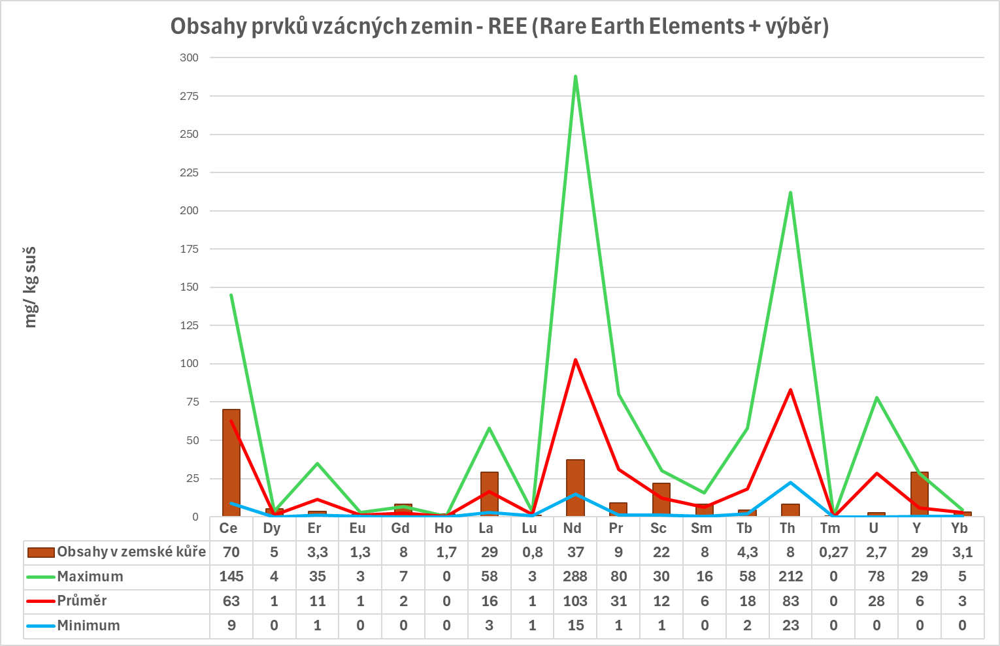 Obsahy prvků vzácných zemin - REE (Rare Earth Elements + výběr)
mg/ kg suš
300
275
250
225
200
175
150
125
100
75
50
25
0
Ce Dy Er Eu Gd Ho La Lu Nd Pr Sc Sm Tb Th Tm U Y Yb
Obsahy v zemské kůře 70 5 3,3 1,3 8 1,7 29 0,8 37 9 22 8 4,3 8 0,27 2,7 29 3,1
Maximum 145 4 35 3 7 0 58 3 288 80 30 16 58 212 0 78 29 5
Průměr 63 1 11 1 2 0 16 1 103 31 12 6 18 83 0 28 6 3
Minimum 9 0 1 0 0 0 3 1 15 1 1 0 2 23 0 0 0 0